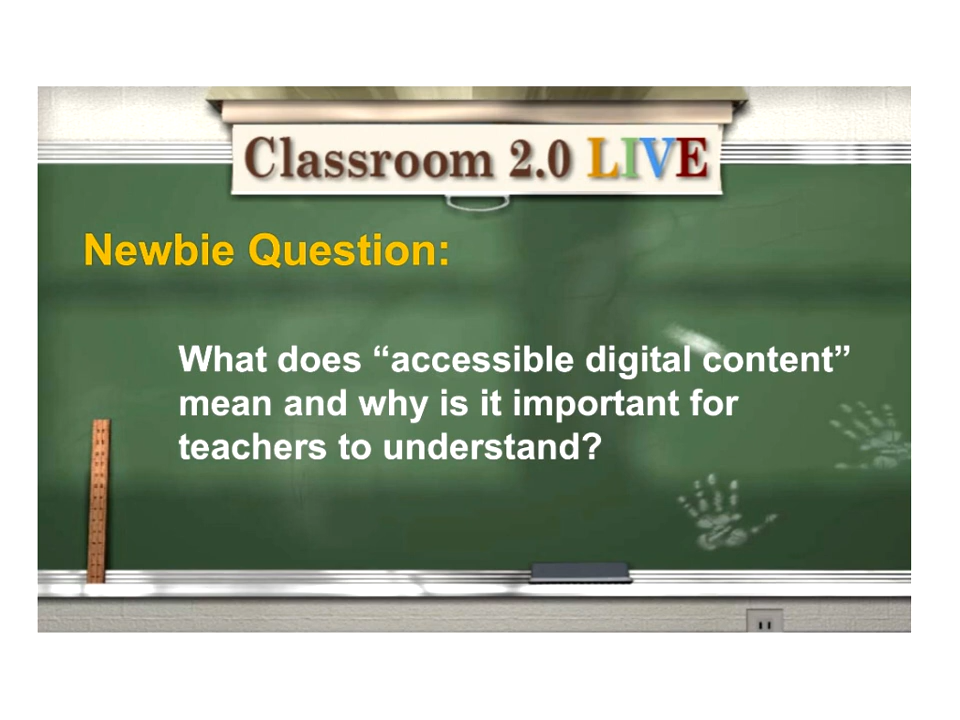 Classroom 2.0 LIVE
Newbie Question:
What does “accessible digital content”
mean and why is it important for
teachers to understand?